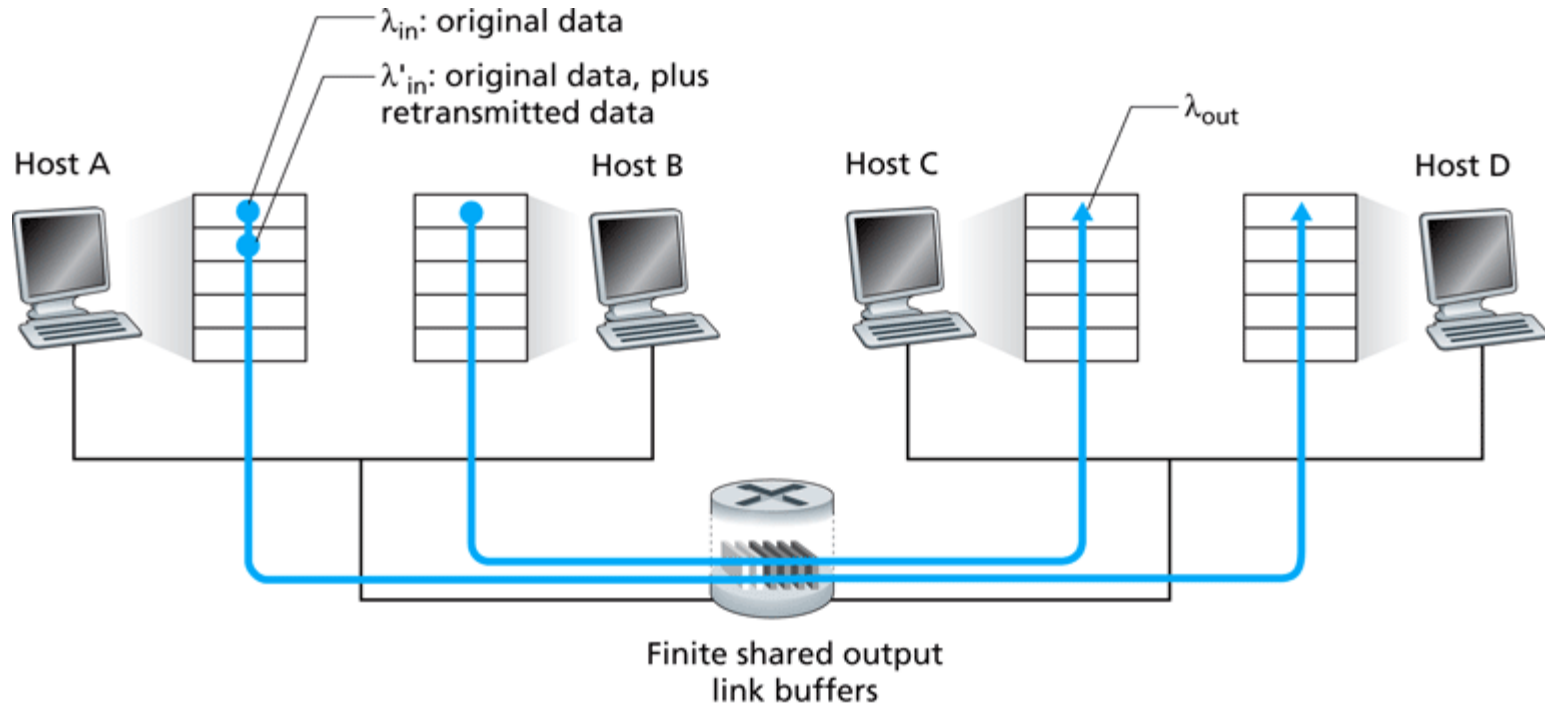 λin: original data
λ'in: original data, plus
retransmitted data
λout
Host A
Host B
Host C
Host D
Finite shared output
link buffers